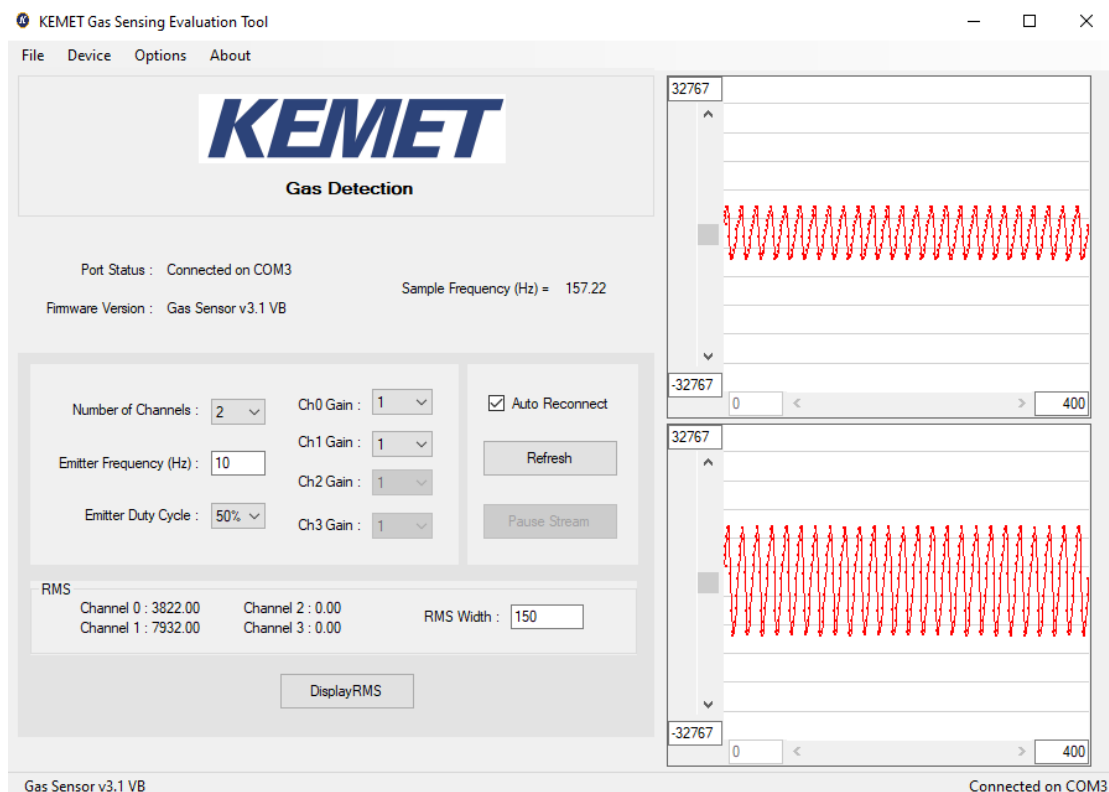 KEMET Gas Sensing Evaluation Tool
File Device Options About
KEMET
Gas Detection
Port Status : Connected on COM3
Sample Frequency (Hz) = 157.22
Firmware Version : Gas Sensor v3.1 VB
Number of Channels : 2
Emitter Frequency (Hz) : 10
Emitter Duty Cycle : 50%
Ch0 Gain : 1
Ch1 Gain : 1
Ch2 Gain : 1
Ch3 Gain : 1
Auto Reconnect
Refresh
Pause Stream
RMS
Channel 0 : 3822.00 Channel 2 : 0.00
Channel 1 : 7932.00 Channel 3 : 0.00
RMS Width : 150
DisplayRMS
32767
-32767
0 400
32767
-32767
0 400
Gas Sensor v3.1 VB Connected on COM3